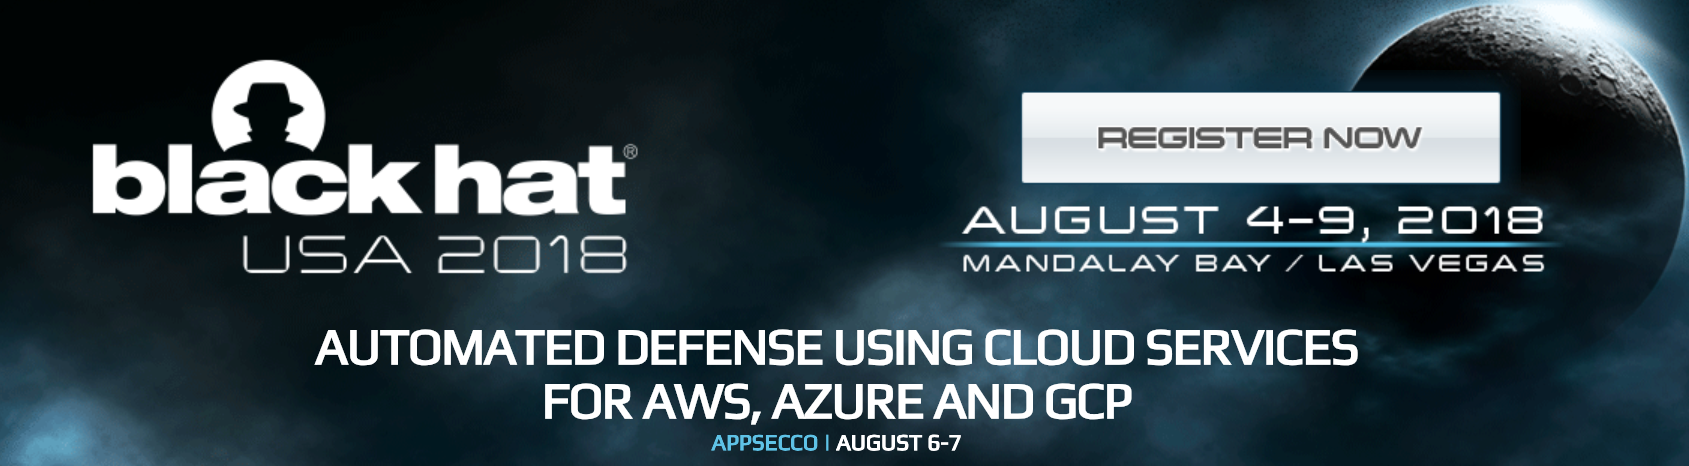 black hat®
USA 2018
REGISTER NOW
AUGUST 4-9, 2018
MANDALAY BAY / LAS VEGAS
AUTOMATED DEFENSE USING CLOUD SERVICES
FOR AWS, AZURE AND GCP
APPSECCO | AUGUST 6-7